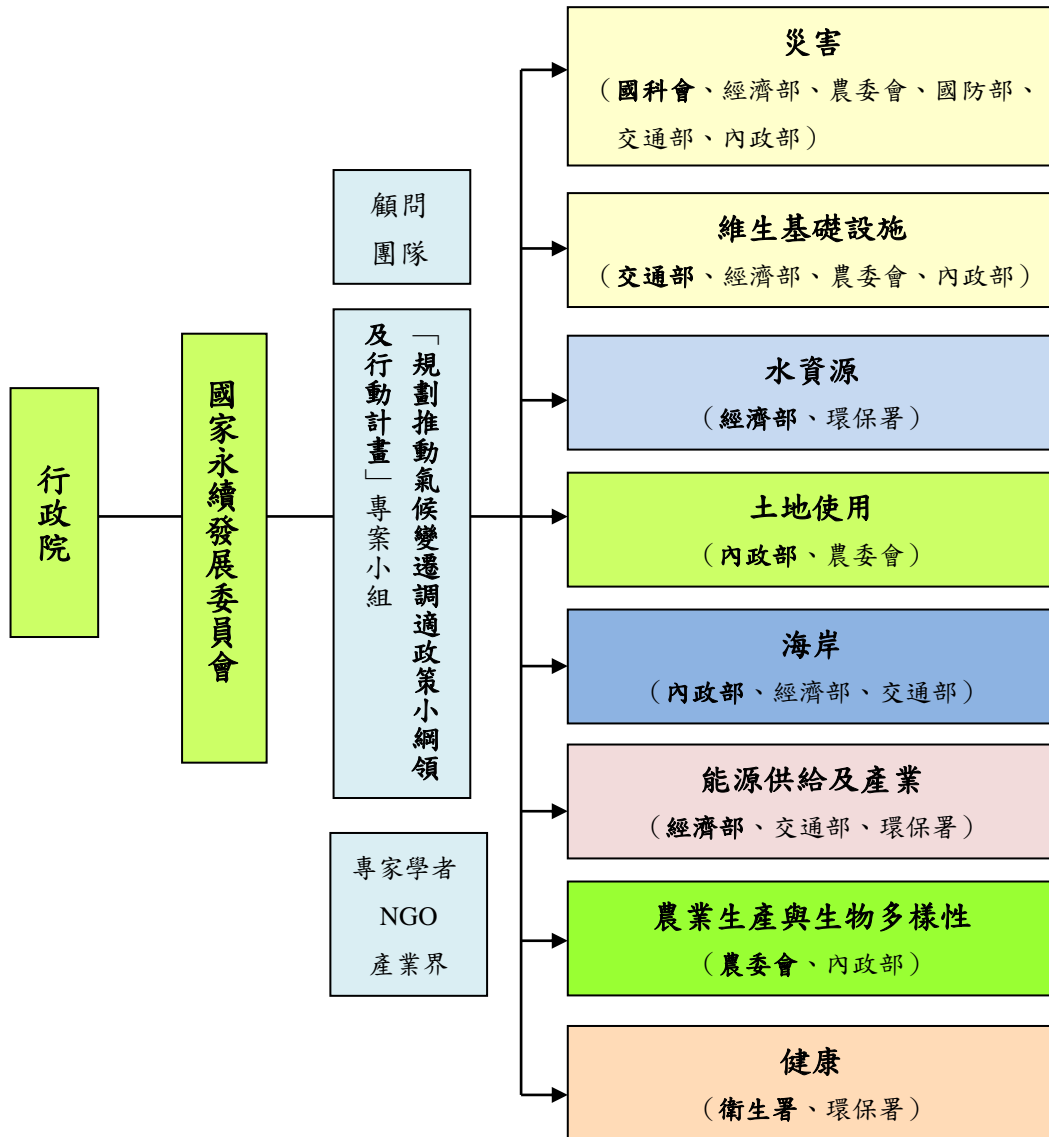 行政院
國家永續發展委員會
顧問
團隊
「規劃推動氣候變遷調適政策小綱領
及行動計畫」專案小組
專家學者
NGO
產業界
災害
（國科會、經濟部、農委會、國防部、
交通部、內政部）
維生基礎設施
（交通部、經濟部、農委會、內政部）
水資源
（經濟部、環保署）
土地使用
（內政部、農委會）
海岸
（內政部、經濟部、交通部）
能源供給及產業
（經濟部、交通部、環保署）
農業生產與生物多樣性
（農委會、內政部）
健康
（衛生署、環保署）